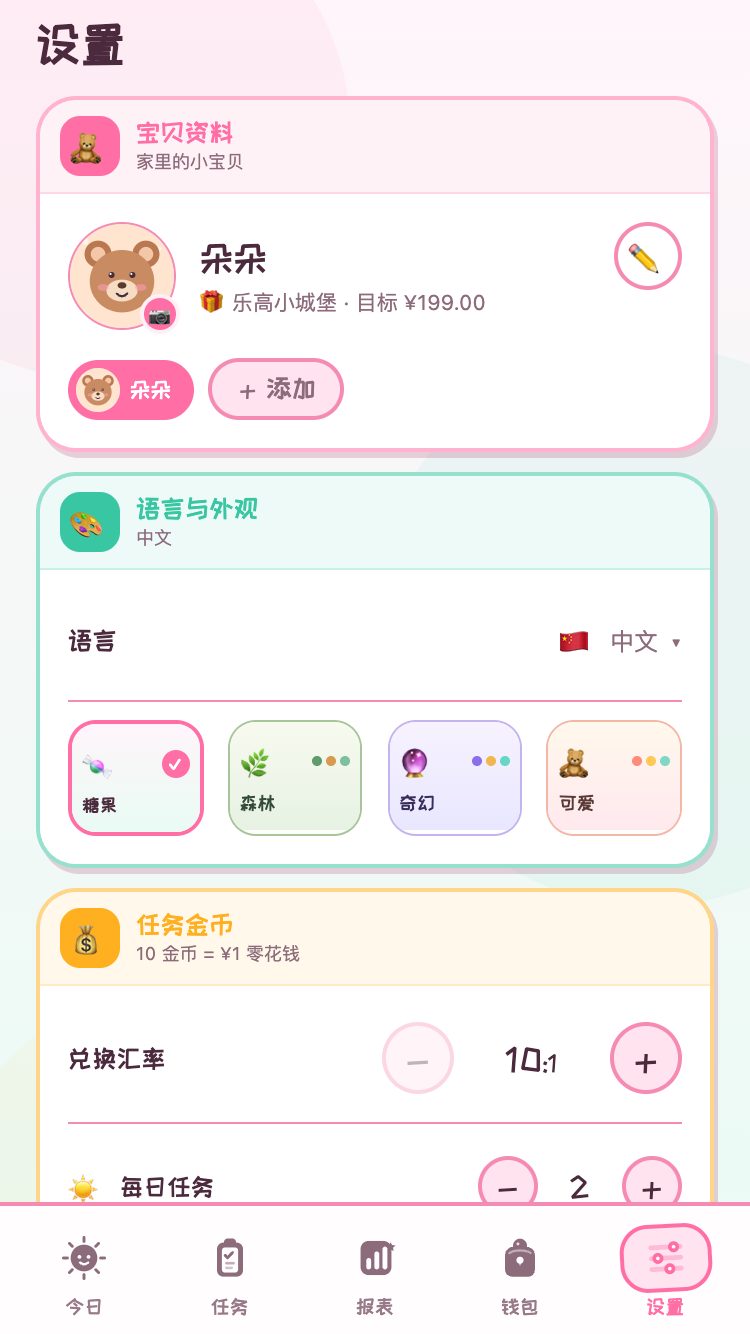 设置
宝贝资料
家里的小宝贝
朵朵
乐高小城堡 · 目标 ¥199.00
朵朵
+ 添加
语言与外观
中文
语言
中文
糖果
森林
奇幻
可爱
任务金币
10 金币 = ¥1 零花钱
兑换汇率
− 10:1 +
每日任务
− 2 +
今日
任务
报表
钱包
设置